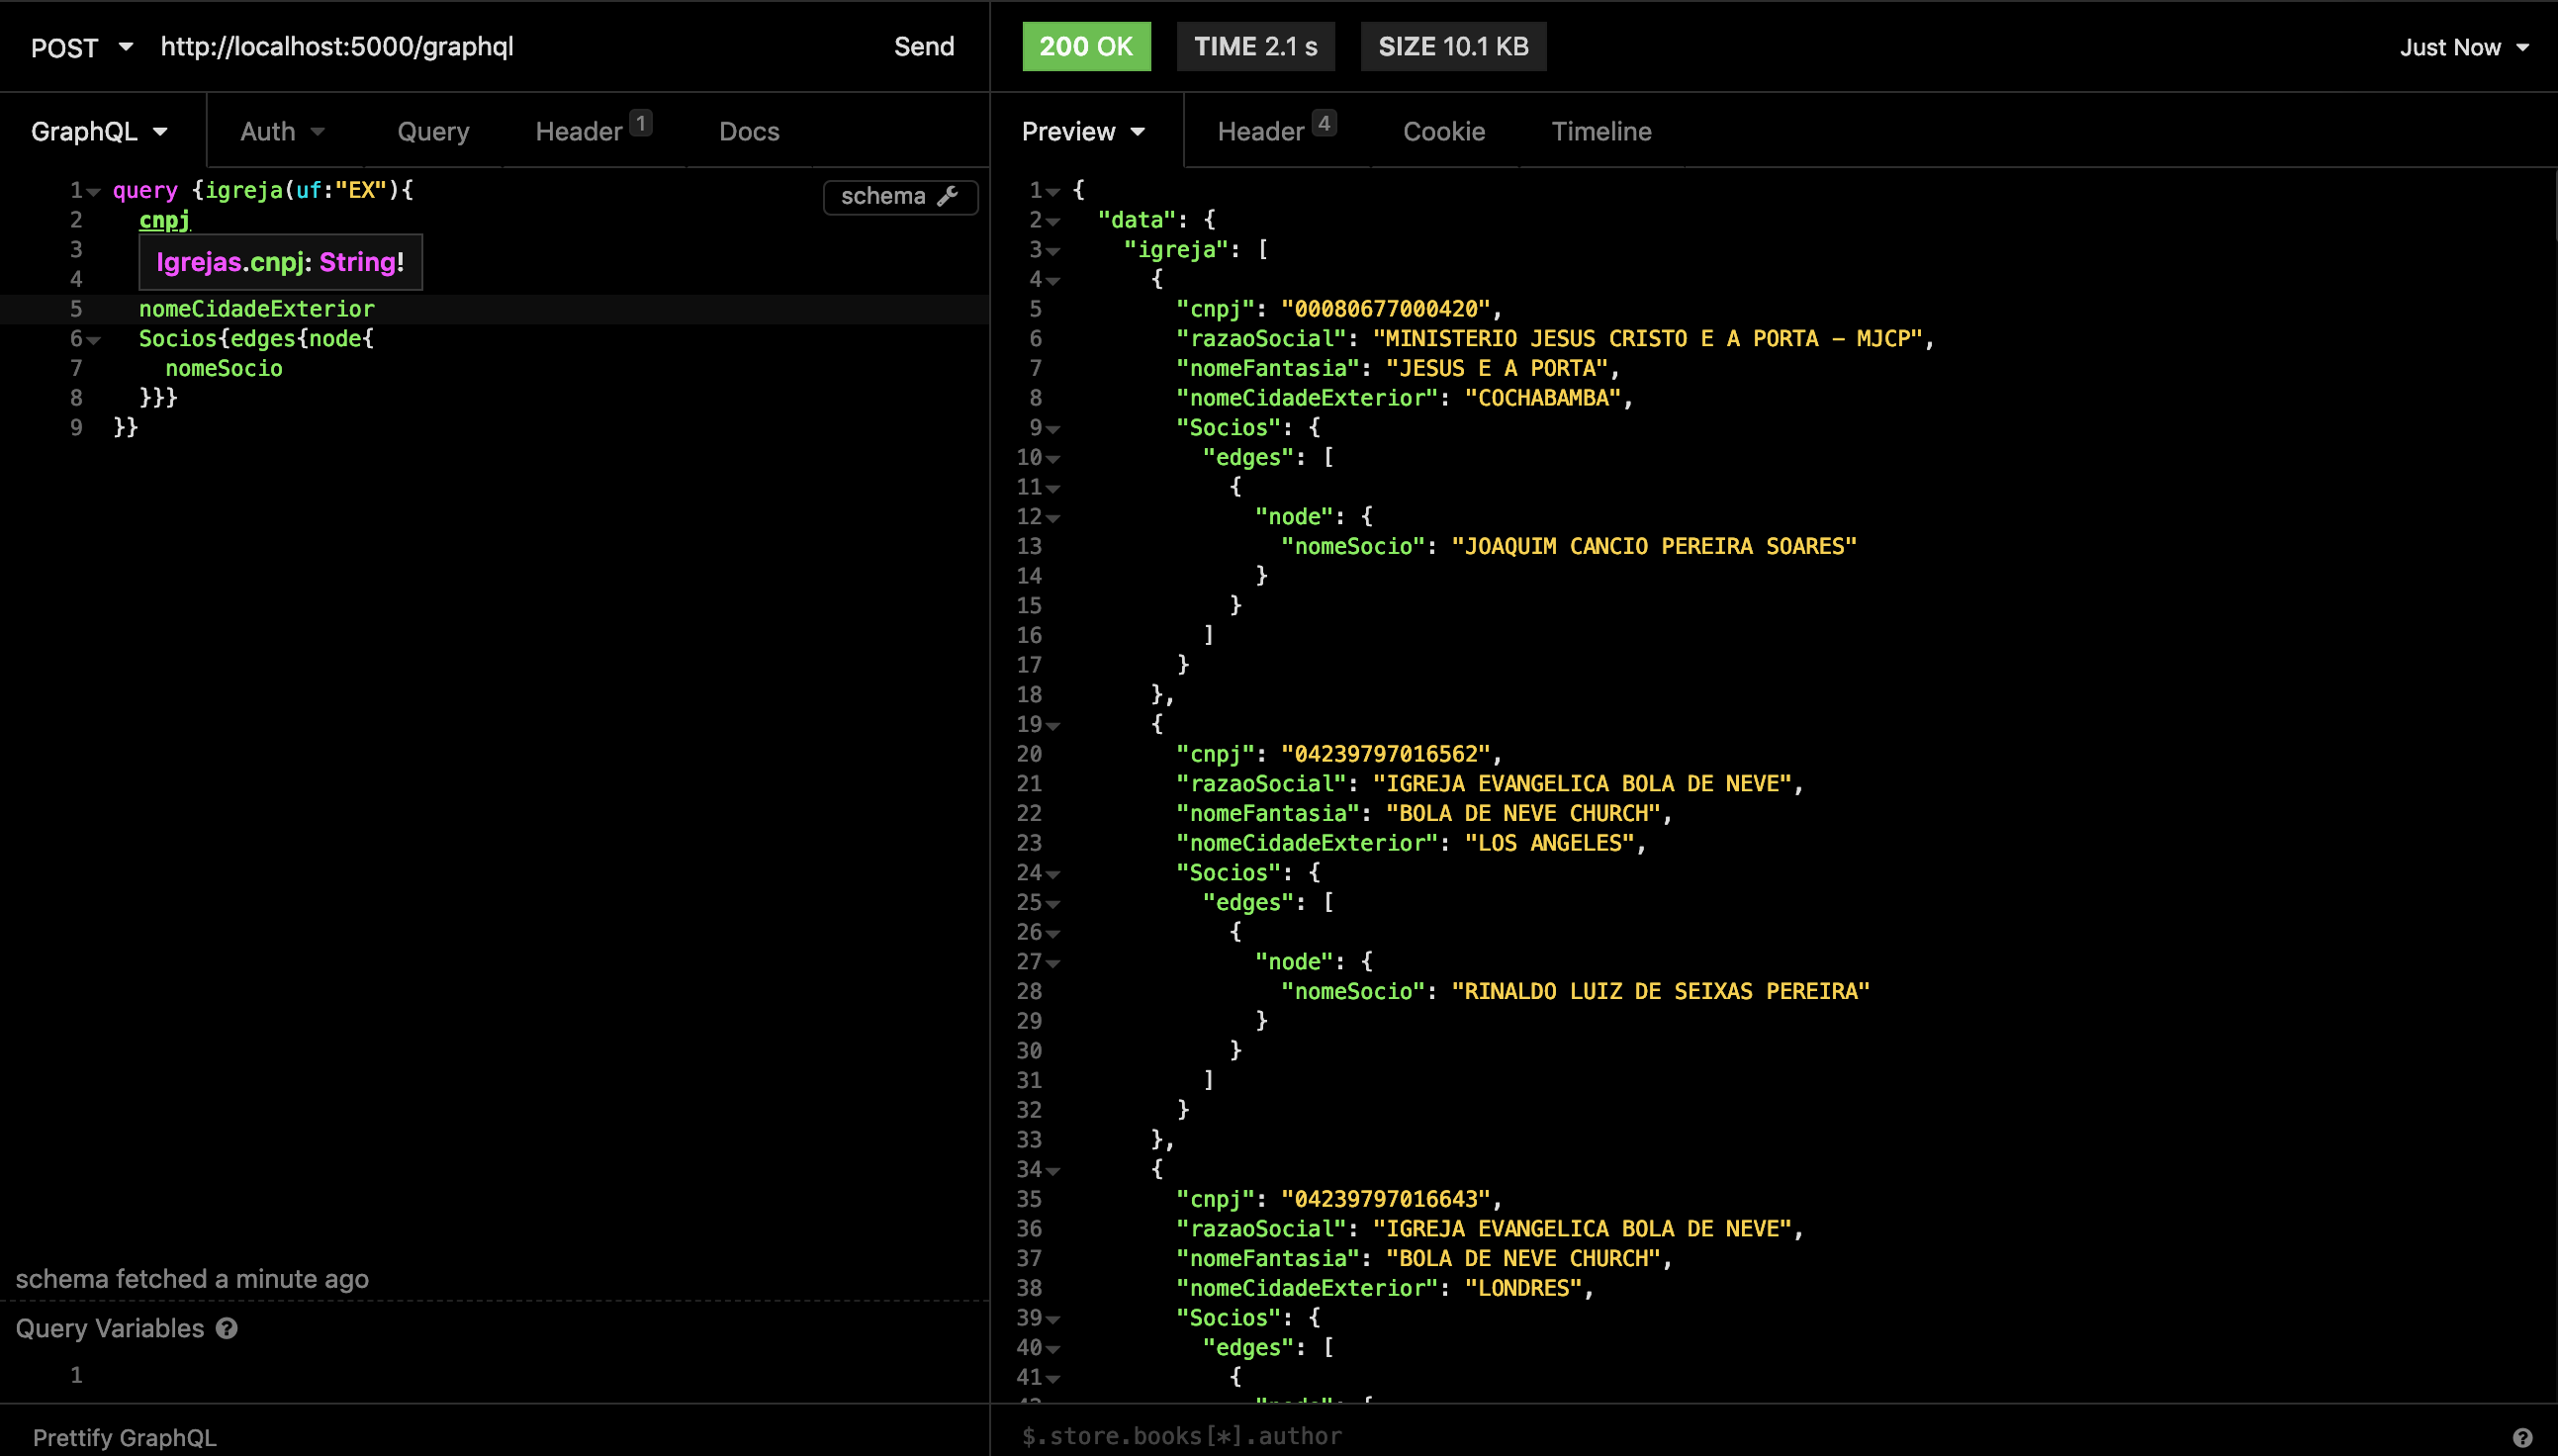 POST http://localhost:5000/graphql Send
200 OK TIME 2.1 s SIZE 10.1 KB Just Now
GraphQL Auth Query Header 1 Docs
Preview Header 4 Cookie Timeline
schema
1 query {igreja(uf:"EX"){
2 cnpj
3
Igrejas.cnpj: String!
4
5 nomeCidadeExterior
6 Socios{edges{node{
7 nomeSocio
8 }}}
9 }}
schema fetched a minute ago
Query Variables ?
1
Prettify GraphQL
1 {
2 "data": {
3 "igreja": [
4 {
5 "cnpj": "00080677000420",
6 "razaoSocial": "MINISTERIO JESUS CRISTO E A PORTA – MJCP",
7 "nomeFantasia": "JESUS E A PORTA",
8 "nomeCidadeExterior": "COCHABAMBA",
9 "Socios": {
10 "edges": [
11 {
12 "node": {
13 "nomeSocio": "JOAQUIM CANCIO PEREIRA SOARES"
14 }
15 }
16 ]
17 }
18 },
19 {
20 "cnpj": "04239797016562",
21 "razaoSocial": "IGREJA EVANGELICA BOLA DE NEVE",
22 "nomeFantasia": "BOLA DE NEVE CHURCH",
23 "nomeCidadeExterior": "LOS ANGELES",
24 "Socios": {
25 "edges": [
26 {
27 "node": {
28 "nomeSocio": "RINALDO LUIZ DE SEIXAS PEREIRA"
29 }
30 }
31 ]
32 }
33 },
34 {
35 "cnpj": "04239797016643",
36 "razaoSocial": "IGREJA EVANGELICA BOLA DE NEVE",
37 "nomeFantasia": "BOLA DE NEVE CHURCH",
38 "nomeCidadeExterior": "LONDRES",
39 "Socios": {
40 "edges": [
41 {
$.store.books[*].author ?